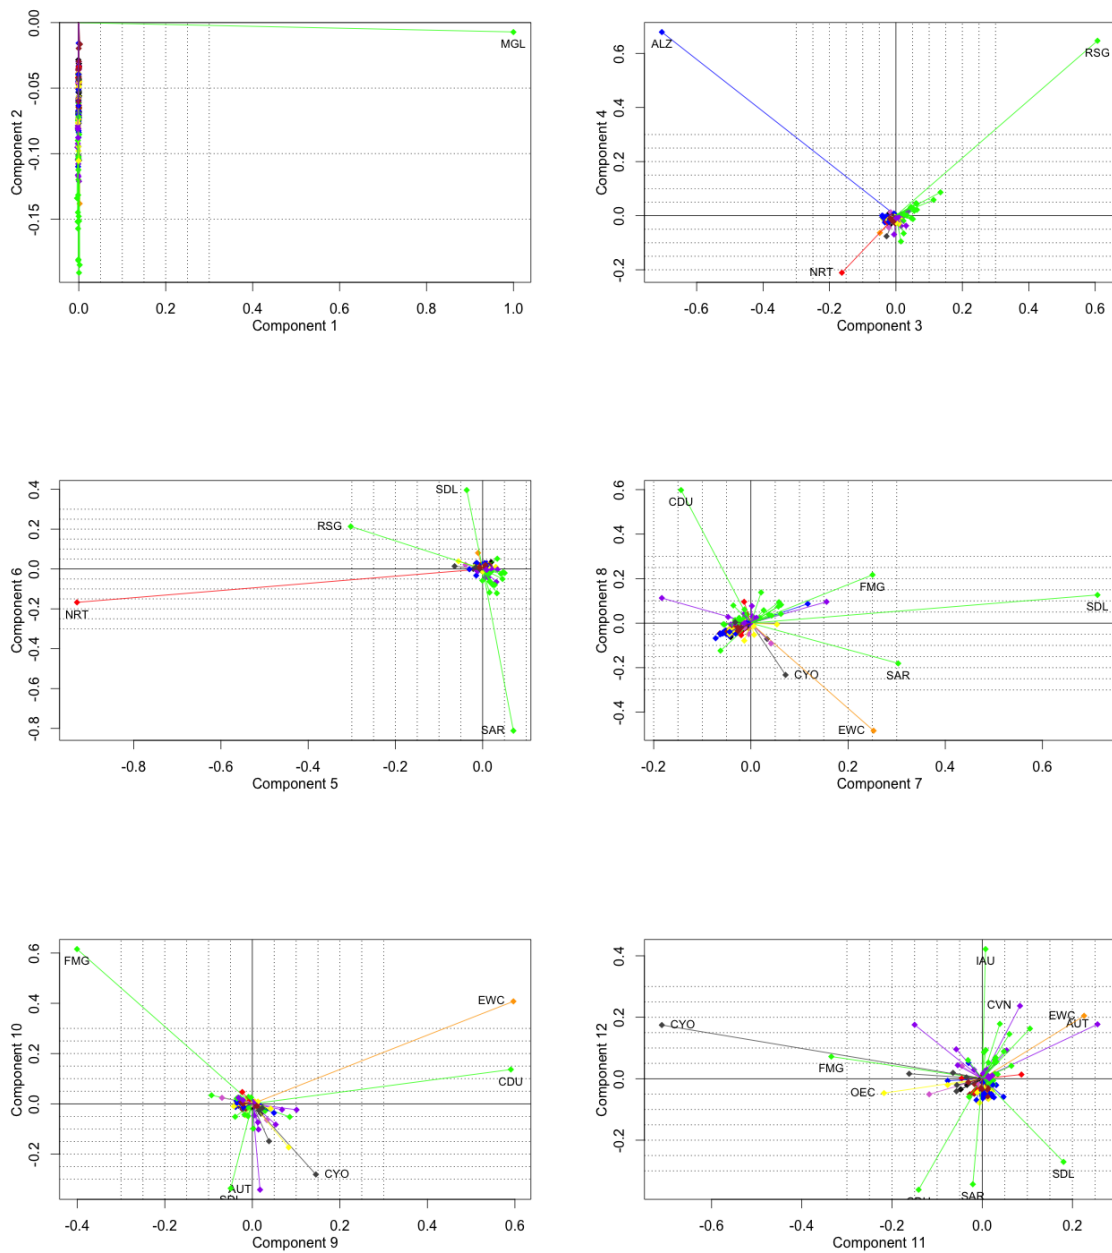 0.00
-0.05
-0.10
-0.15
Component 2
MGL
0.0 0.2 0.4 0.6 0.8 1.0
Component 1
0.6
0.4
0.2
0.0
-0.2
Component 4
ALZ
RSG
NRT
-0.6 -0.4 -0.2 0.0 0.2 0.4 0.6
Component 3
0.4
0.2
0.0
-0.2
-0.4
-0.6
-0.8
Component 6
SDL
RSG
NRT
SAR
-0.8 -0.6 -0.4 -0.2 0.0
Component 5
0.6
0.4
0.2
0.0
-0.2
-0.4
Component 8
CDU
FMG
SDL
SAR
CYO
EWC
-0.2 0.0 0.2 0.4 0.6
Component 7
0.6
0.4
0.2
0.0
-0.2
Component 10
FMG
EWC
CDU
CYO
AUT
-0.4 -0.2 0.0 0.2 0.4 0.6
Component 9
0.4
0.2
0.0
-0.2
Component 12
IAU
CVN
EWC
AUT
CYO
FMG
OEC
SDL
SAR
-0.6 -0.4 -0.2 0.0 0.2
Component 11